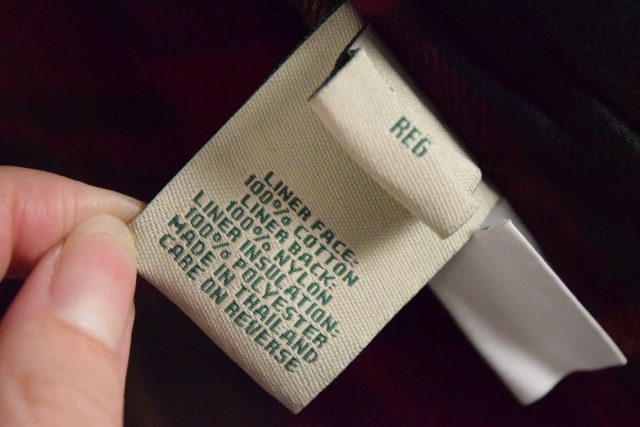 REG
LINER FACE:
100% COTTON
LINER BACK:
100% NYLON
LINER INSULATION:
100% POLYESTER
MADE IN THAILAND
CARE ON REVERSE